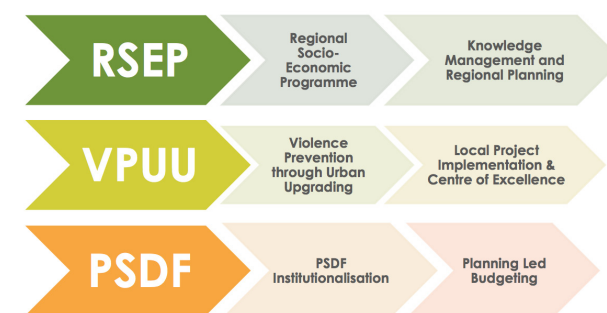 RSEP
Regional
Socio-
Economic
Programme
Knowledge
Management and
Regional Planning
VPUU
Violence
Prevention
through Urban
Upgrading
Local Project
Implementation &
Centre of Excellence
PSDF
PSDF
Institutionalisation
Planning Led
Budgeting